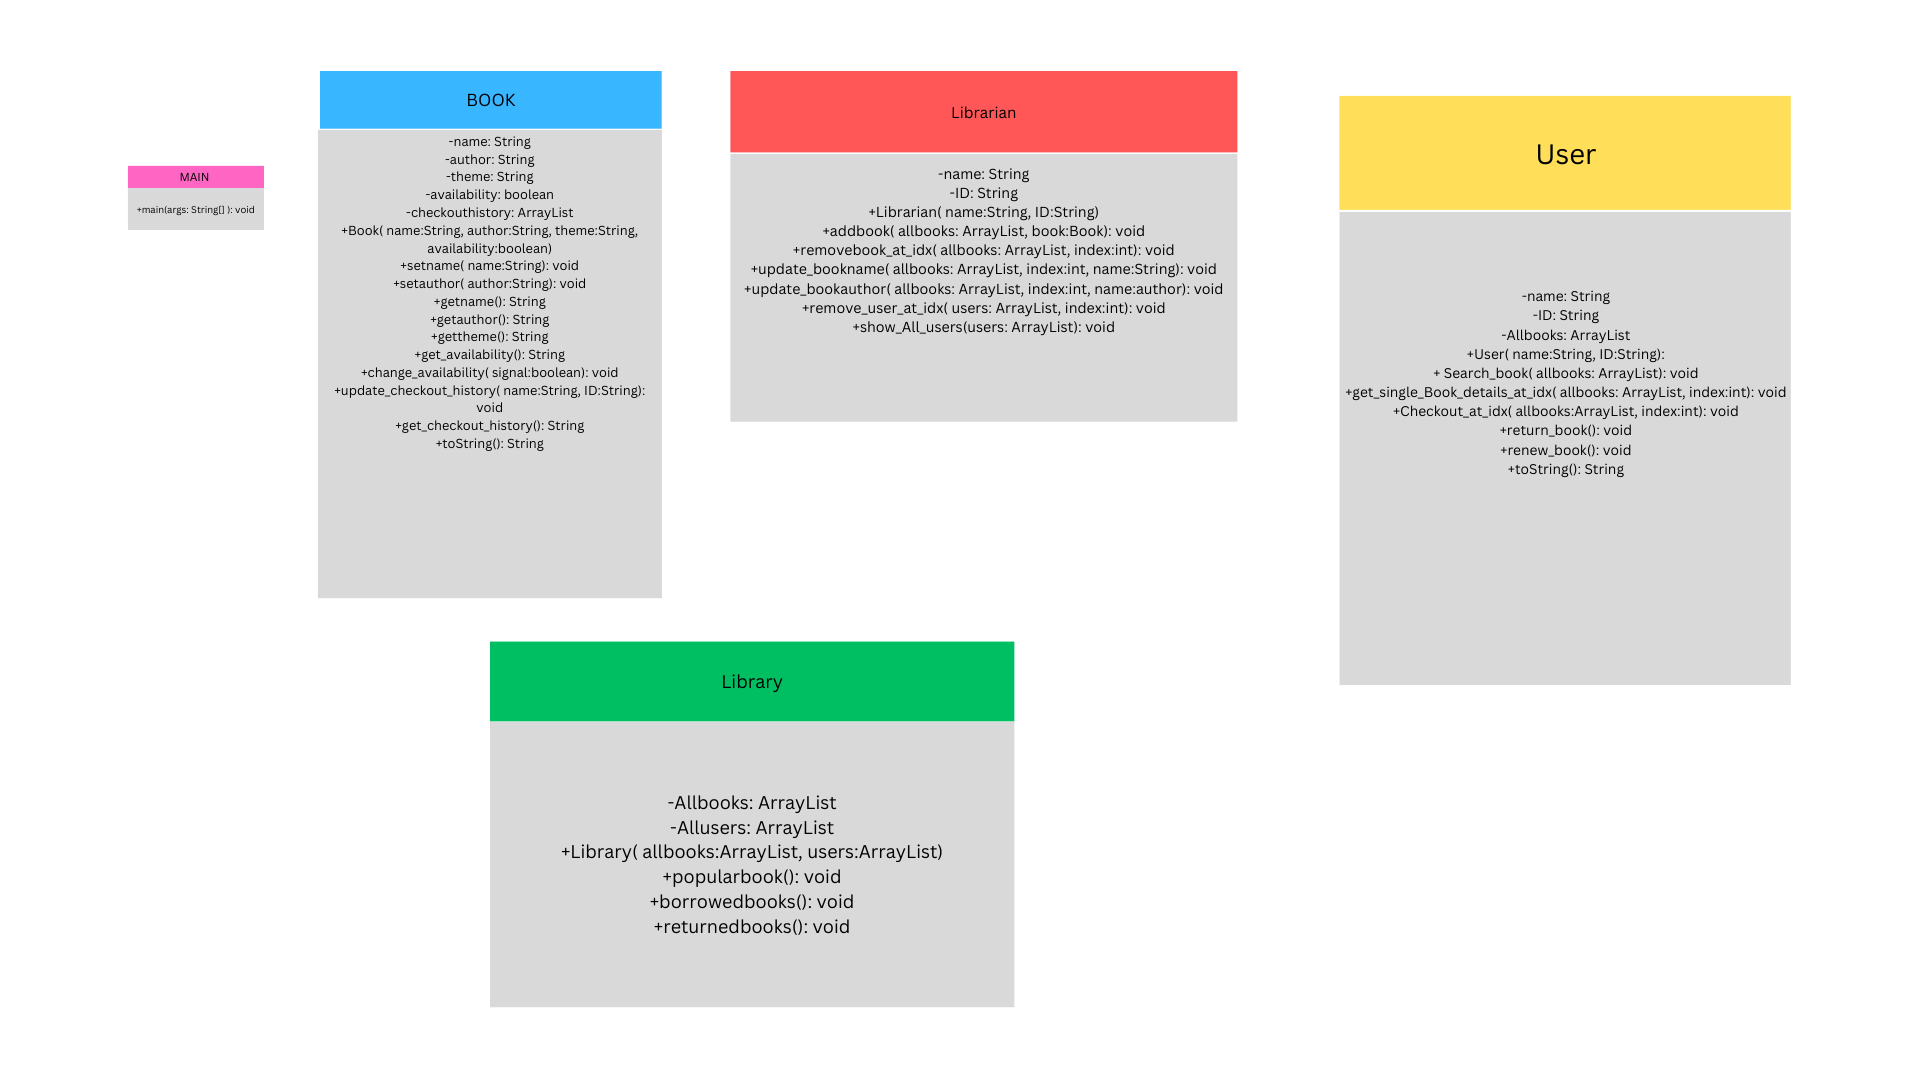 MAIN
+main(args: String[] ): void
BOOK
-name: String
-author: String
-theme: String
-availability: boolean
-checkouthistory: ArrayList
+Book( name:String, author:String, theme:String,
availability:boolean)
+setname( name:String): void
+setauthor( author:String): void
+getname(): String
+getauthor(): String
+gettheme(): String
+get_availability(): String
+change_availability( signal:boolean): void
+update_checkout_history( name:String, ID:String):
void
+get_checkout_history(): String
+toString(): String
Librarian
-name: String
-ID: String
+Librarian( name:String, ID:String)
+addbook( allbooks: ArrayList, book:Book): void
+removebook_at_idx( allbooks: ArrayList, index:int): void
+update_bookname( allbooks: ArrayList, index:int, name:String): void
+update_bookauthor( allbooks: ArrayList, index:int, name:author): void
+remove_user_at_idx( users: ArrayList, index:int): void
+show_All_users(users: ArrayList): void
User
-name: String
-ID: String
-Allbooks: ArrayList
+User( name:String, ID:String):
+ Search_book( allbooks: ArrayList): void
+get_single_Book_details_at_idx( allbooks: ArrayList, index:int): void
+Checkout_at_idx( allbooks:ArrayList, index:int): void
+return_book(): void
+renew_book(): void
+toString(): String
Library
-Allbooks: ArrayList
-Allusers: ArrayList
+Library( allbooks:ArrayList, users:ArrayList)
+popularbook(): void
+borrowedbooks(): void
+returnedbooks(): void